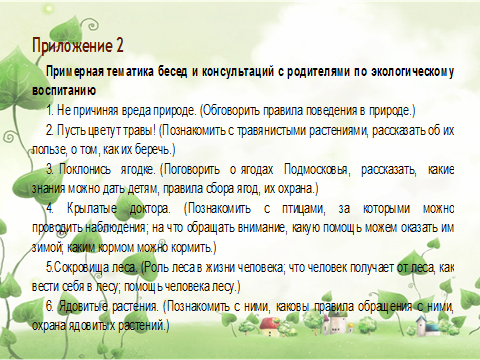 Приложение 2
Примерная тематика бесед и консультаций с родителями по экологическому
воспитанию
1. Не причиняя вреда природе. (Обговорить правила поведения в природе.)
2. Пусть цветут травы! (Познакомить с травянистыми растениями, рассказать об их
пользе, о том, как их беречь.)
3. Поклонись ягодке. (Поговорить о ягодах Подмосковья, рассказать, какие
знания можно дать детям, правила сбора ягод, их охрана.)
4. Крылатые доктора. (Познакомить с птицами, за которыми можно
проводить наблюдения; на что обращать внимание, какую помощь можем оказать им
зимой; каким кормом можно кормить.)
5.Сокровища леса. (Роль леса в жизни человека; что человек получает от леса, как
вести себя в лесу; помощь человека лесу.)
6. Ядовитые растения. (Познакомить с ними, каковы правила обращения с ними,
охрана ядовитых растений.)